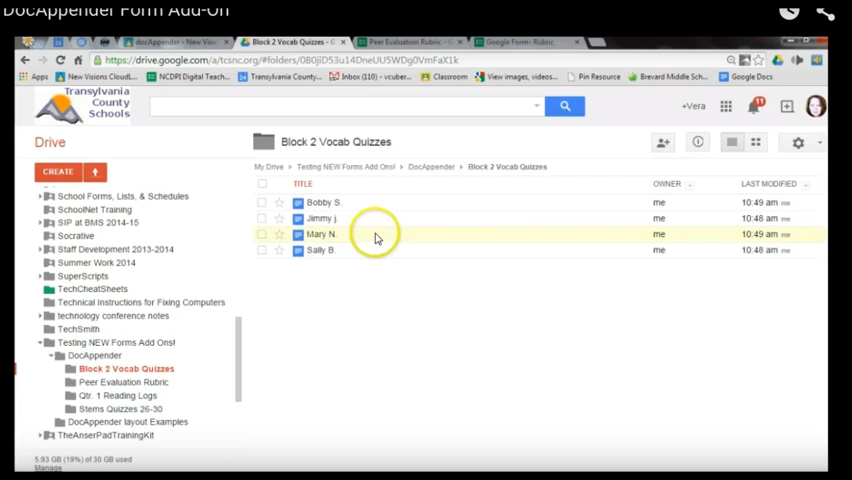 DocAppender Form Add-On
docAppender - New Visi
Block 2 Vocab Quizzes - G
Peer Evaluation Rubric - G
Google Form- Rubric
https://drive.google.com/a/tcsnc.org/#folders/0B0jiD53u14DneUU5WDg0VmFaX1k
Apps
New Visions CloudL...
NCDPI Digital Teach...
Transylvania County...
Inbox (110) - vcuber...
Classroom
View images, videos...
Pin Resource
Brevard Middle Sch...
Google Docs
Transylvania
County
Schools
+Vera
11
Drive
CREATE
School Forms, Lists, & Schedules
SchoolNet Training
SIP at BMS 2014-15
Socrative
Staff Development 2013-2014
Summer Work 2014
SuperScripts
TechCheatSheets
Technical Instructions for Fixing Computers
technology conference notes
TechSmith
Testing NEW Forms Add Ons!
DocAppender
Block 2 Vocab Quizzes
Peer Evaluation Rubric
Qtr. 1 Reading Logs
Stems Quizzes 26-30
DocAppender layout Examples
TheAnserPadTrainingKit
5.93 GB (19%) of 30 GB used
Manage
Block 2 Vocab Quizzes
My Drive Testing NEW Forms Add Ons! DocAppender Block 2 Vocab Quizzes
TITLE OWNER LAST MODIFIED
Bobby S. me 10:49 am me
Jimmy j. me 10:48 am me
Mary N. me 10:49 am me
Sally B. me 10:48 am me